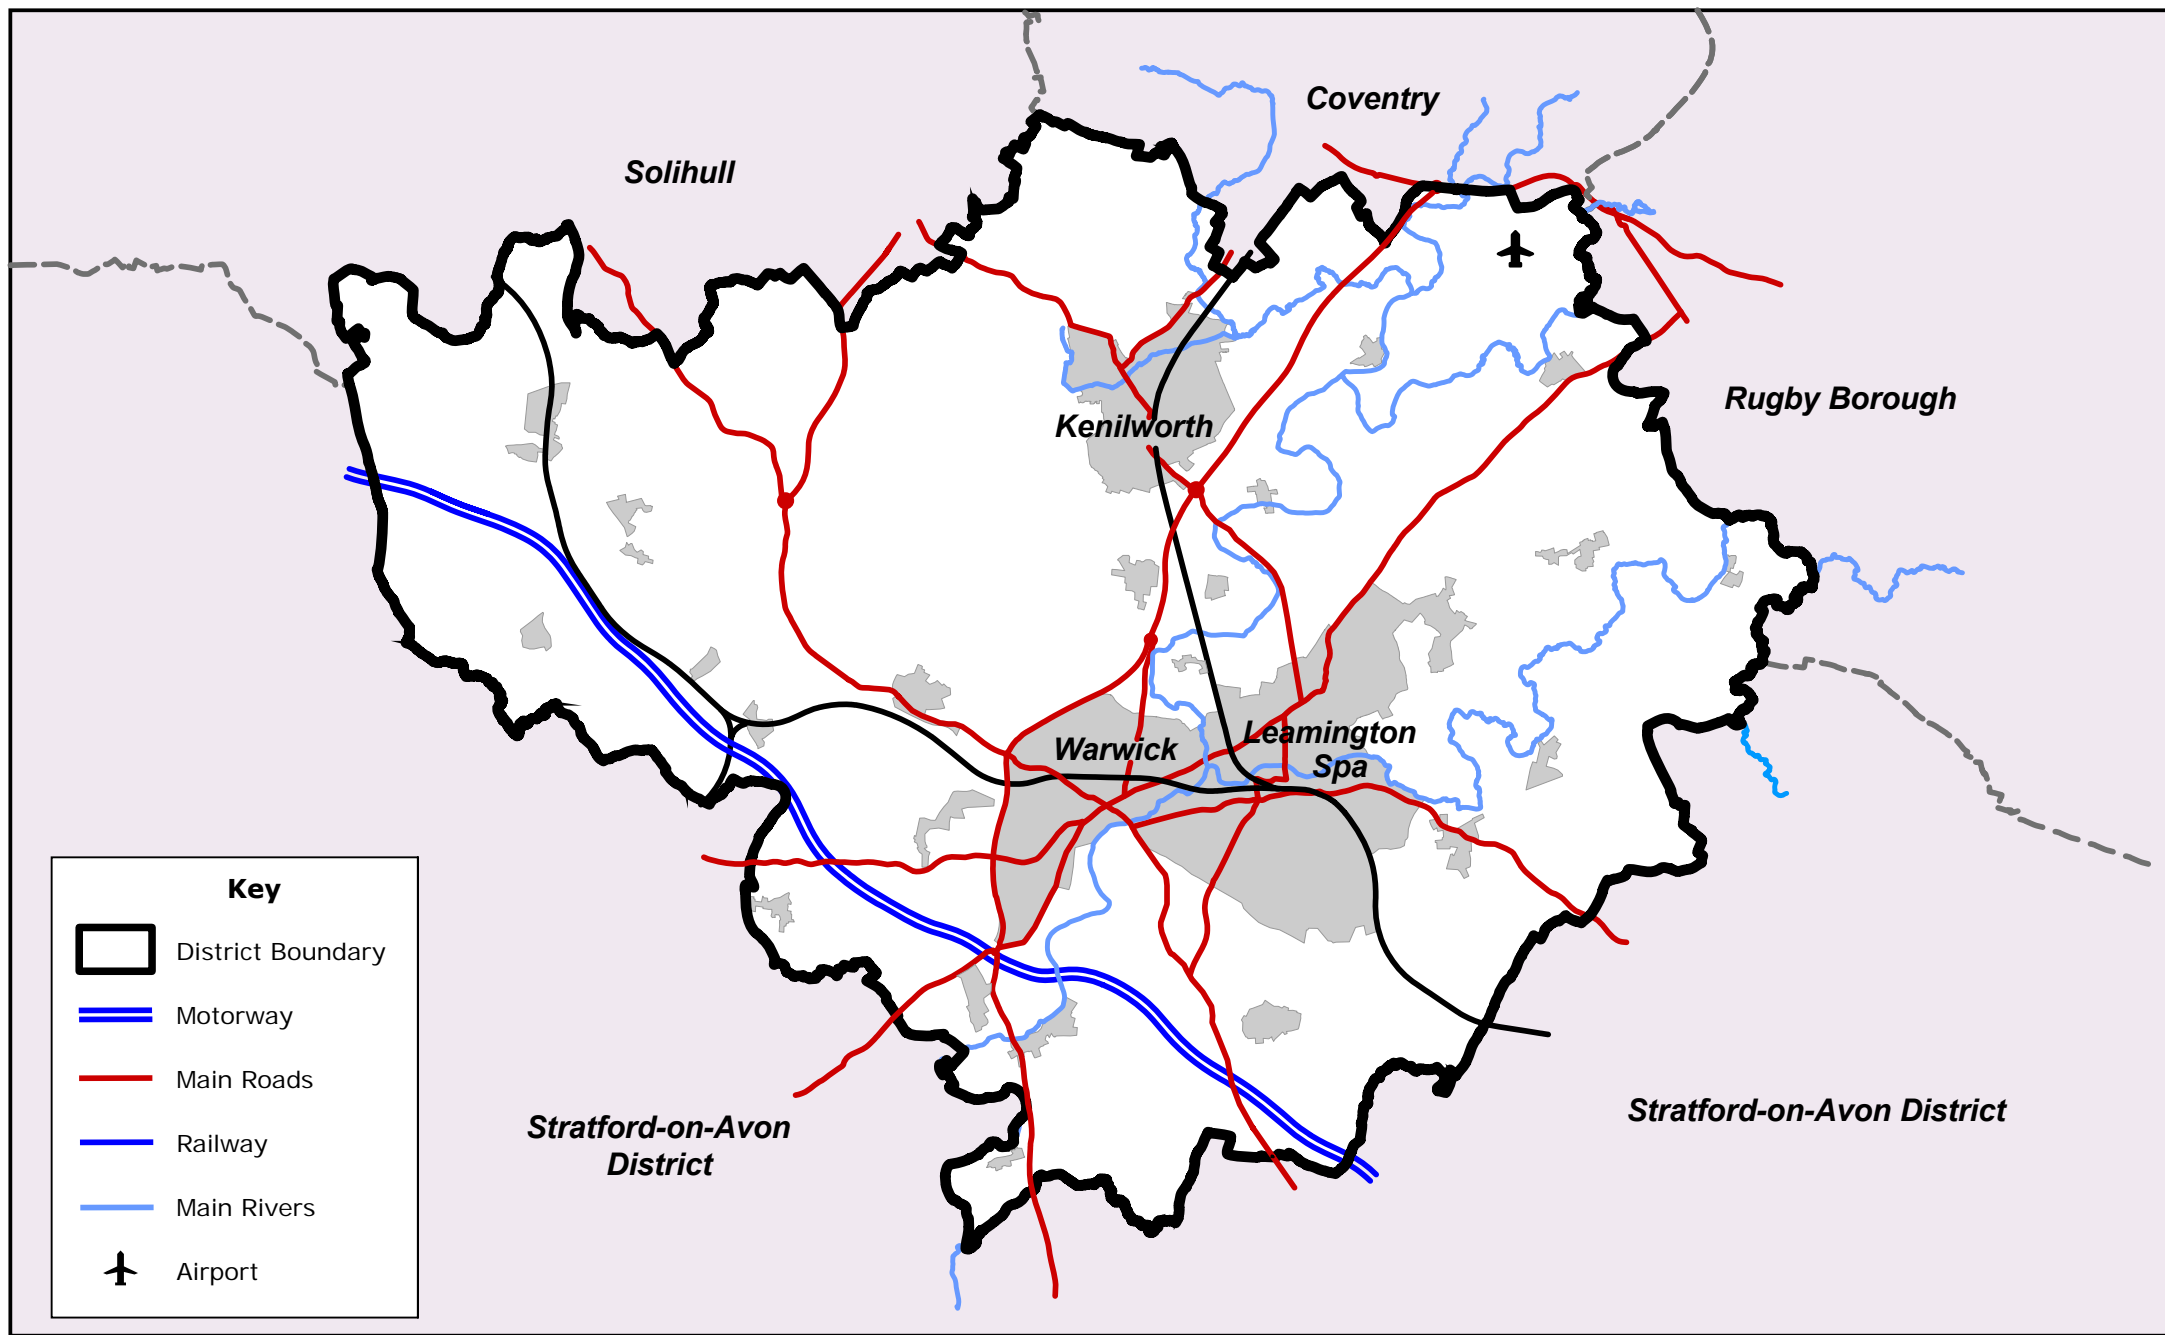 Coventry
Solihull
Rugby Borough
Kenilworth
Leamington
Spa
Warwick
Stratford-on-Avon District
Stratford-on-Avon
District
Key
District Boundary
Motorway
Main Roads
Railway
Main Rivers
Airport